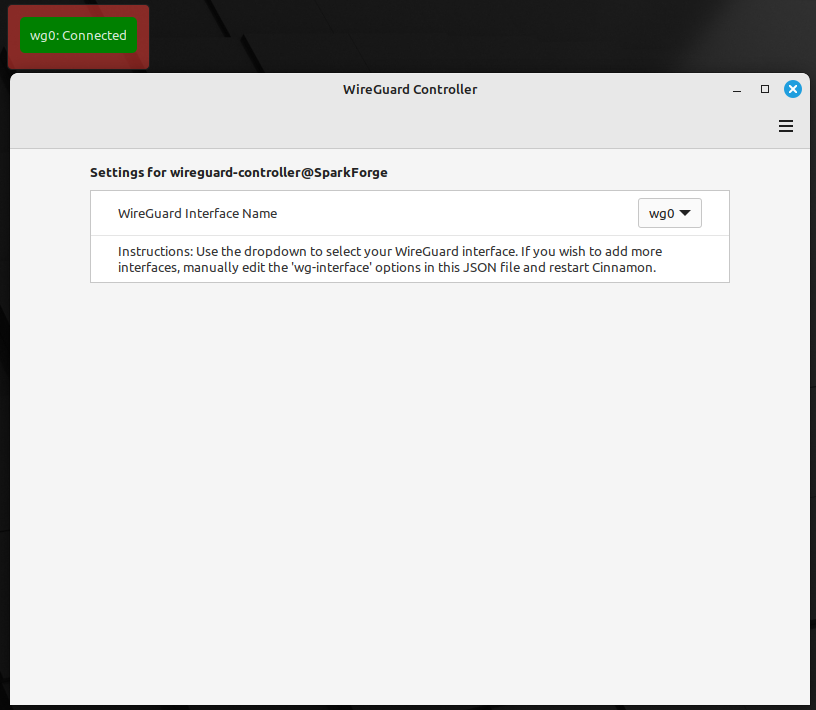 wg0: Connected
WireGuard Controller
Settings for wireguard-controller@SparkForge
WireGuard Interface Name
wg0
Instructions: Use the dropdown to select your WireGuard interface. If you wish to add more
interfaces, manually edit the 'wg-interface' options in this JSON file and restart Cinnamon.